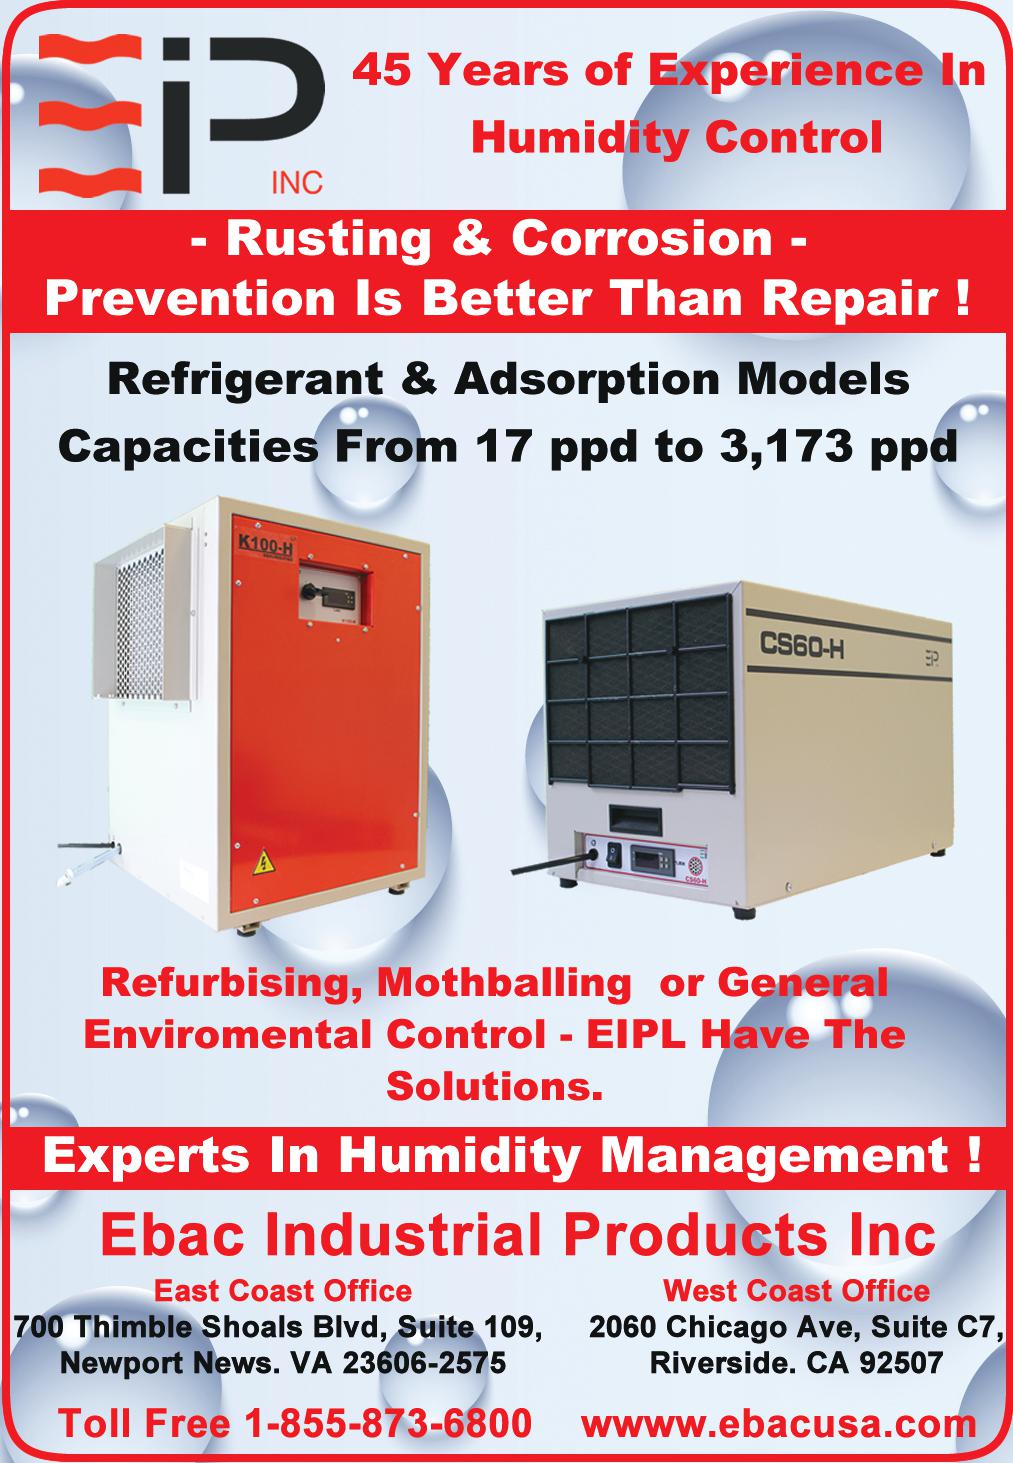 EIP
INC
45 Years of Experience In
Humidity Control
- Rusting & Corrosion -
Prevention Is Better Than Repair !
Refrigerant & Adsorption Models
Capacities From 17 ppd to 3,173 ppd
K100-H
CS60-H
EIP
CS60-H
Refurbising, Mothballing or General
Enviromental Control - EIPL Have The
Solutions.
Experts In Humidity Management !
Ebac Industrial Products Inc
East Coast Office
700 Thimble Shoals Blvd, Suite 109,
Newport News. VA 23606-2575
West Coast Office
2060 Chicago Ave, Suite C7,
Riverside. CA 92507
Toll Free 1-855-873-6800
wwww.ebacusa.com